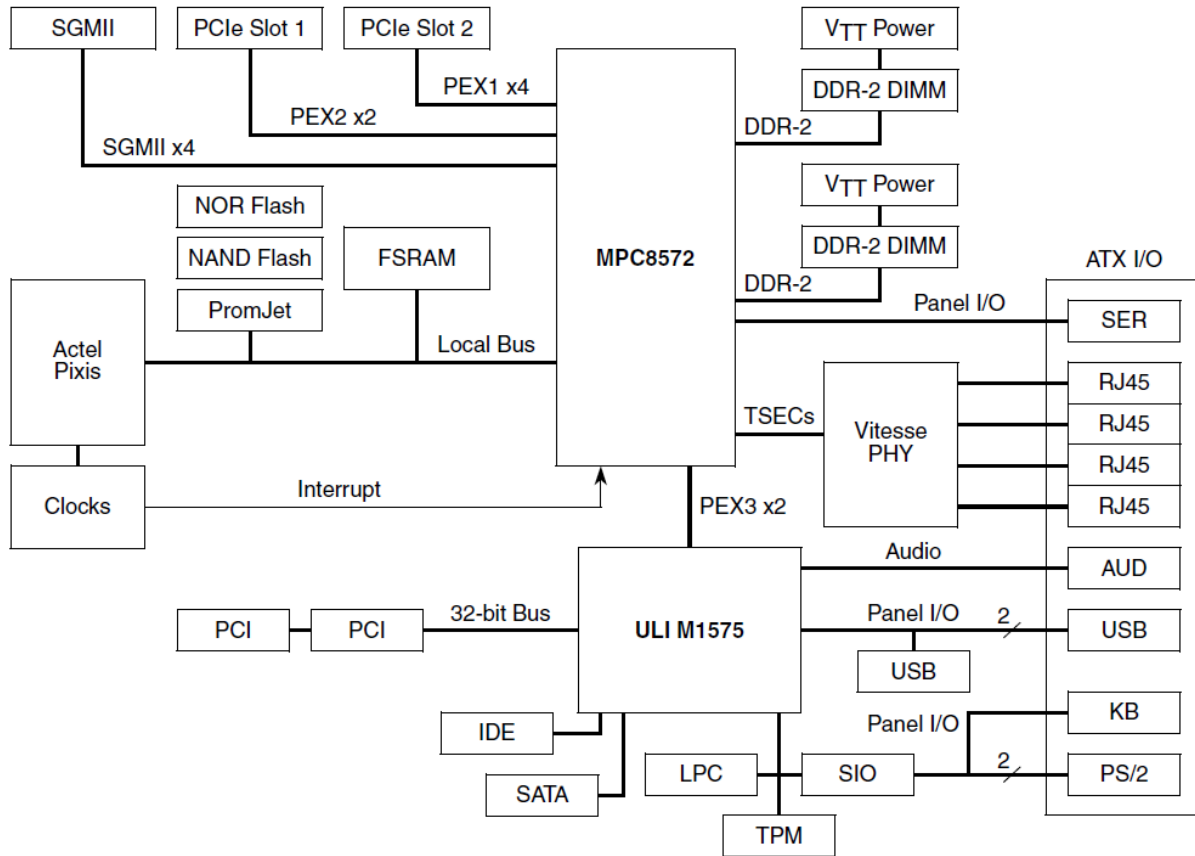 SGMII
PCIe Slot 1
PCIe Slot 2
VTT Power
DDR-2 DIMM
PEX1 x4
PEX2 x2
SGMII x4
DDR-2
VTT Power
DDR-2 DIMM
DDR-2
NOR Flash
NAND Flash
PromJet
FSRAM
MPC8572
Actel
Pixis
Local Bus
Clocks
Interrupt
ATX I/O
Panel I/O
SER
TSECs
Vitesse
PHY
RJ45
RJ45
RJ45
RJ45
PEX3 x2
Audio
AUD
PCI
PCI
32-bit Bus
ULI M1575
Panel I/O
2
USB
USB
IDE
SATA
Panel I/O
KB
LPC
SIO
2
PS/2
TPM